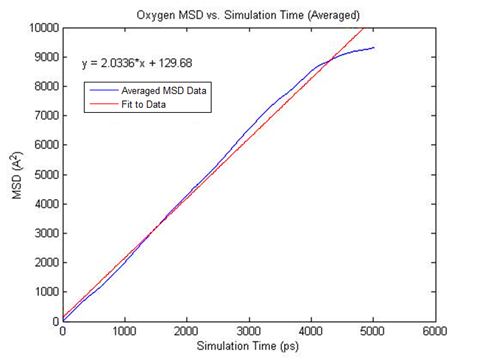 Oxygen MSD vs. Simulation Time (Averaged)
10000
9000
8000
7000
6000
5000
4000
3000
2000
1000
0
MSD (A²)
y = 2.0336*x + 129.68
Averaged MSD Data
Fit to Data
0 1000 2000 3000 4000 5000 6000
Simulation Time (ps)